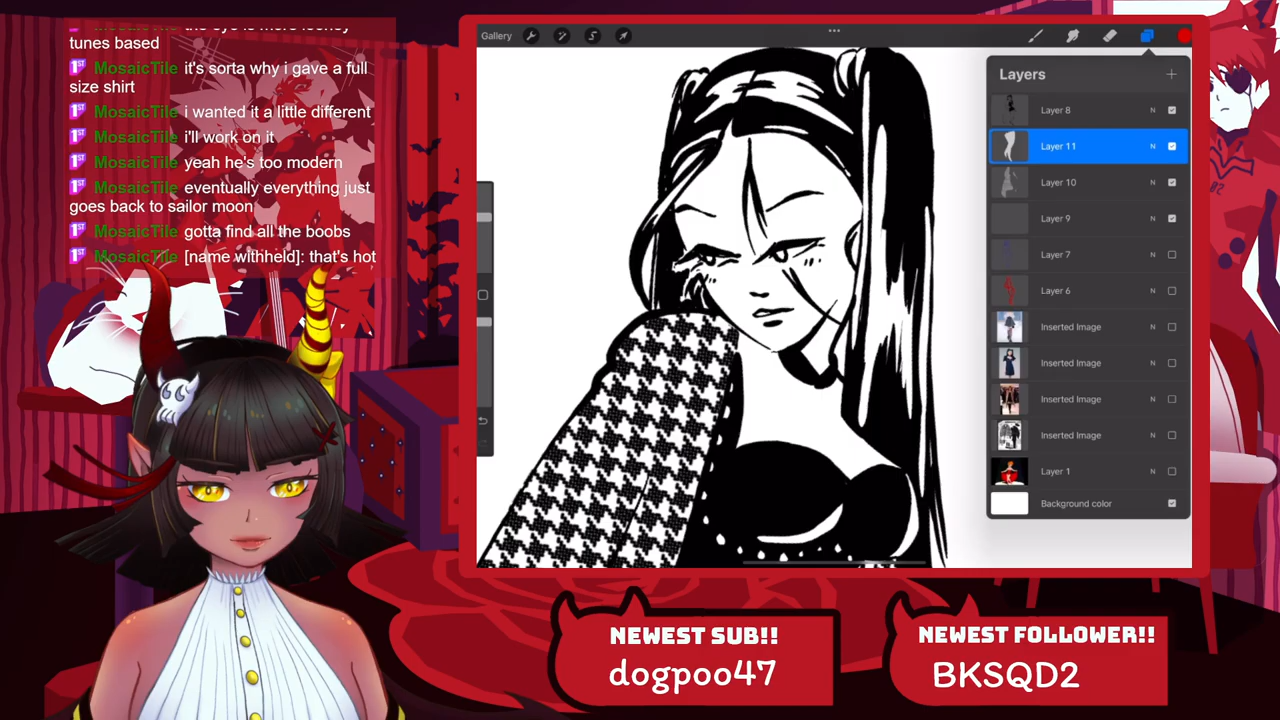 tunes based
MosaicTile it's sorta why i gave a full
size shirt
MosaicTile i wanted it a little different
MosaicTile i'll work on it
MosaicTile yeah he's too modern
MosaicTile eventually everything just
goes back to sailor moon
MosaicTile gotta find all the boobs
MosaicTile [name withheld]: that's hot
Gallery
Layers
Layer 8 N
Layer 11 N
Layer 10 N
Layer 9 N
Layer 7 N
Layer 6 N
Inserted Image N
Inserted Image N
Inserted Image N
Inserted Image N
Layer 1 N
Background color
NEWEST SUB!!
dogpoo47
NEWEST FOLLOWER!!
BKSQD2